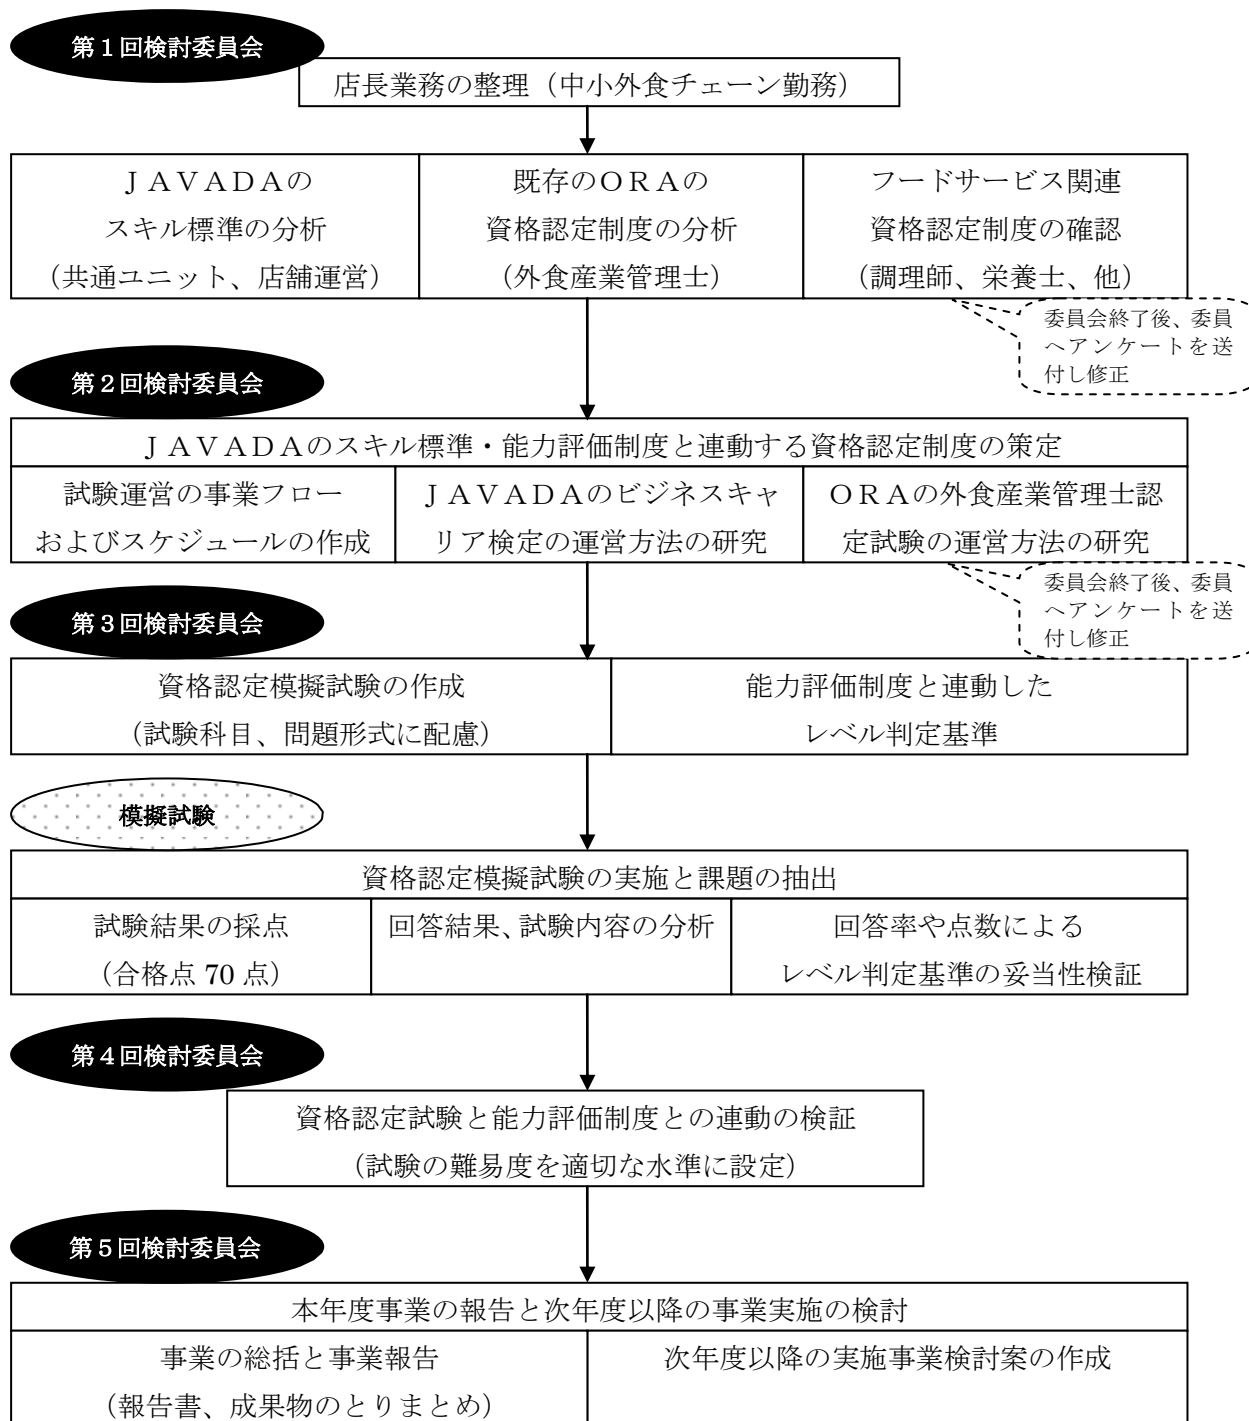 第１回検討委員会
店長業務の整理（中小外食チェーン勤務）
ＪＡＶＡＤＡの
スキル標準の分析
（共通ユニット、店舗運営）
既存のＯＲＡの
資格認定制度の分析
（外食産業管理士）
フードサービス関連
資格認定制度の確認
（調理師、栄養士、他）
委員会終了後、委員
へアンケートを送
付し修正
第２回検討委員会
ＪＡＶＡＤＡのスキル標準・能力評価制度と連動する資格認定制度の策定
試験運営の事業フロー
およびスケジュールの作成
ＪＡＶＡＤＡのビジネスキャ
リア検定の運営方法の研究
ＯＲＡの外食産業管理士認
定試験の運営方法の研究
委員会終了後、委員
へアンケートを送
付し修正
第３回検討委員会
資格認定模擬試験の作成
（試験科目、問題形式に配慮）
能力評価制度と連動した
レベル判定基準
模擬試験
資格認定模擬試験の実施と課題の抽出
試験結果の採点
（合格点 70 点）
回答結果、試験内容の分析
回答率や点数による
レベル判定基準の妥当性検証
第４回検討委員会
資格認定試験と能力評価制度との連動の検証
（試験の難易度を適切な水準に設定）
第５回検討委員会
本年度事業の報告と次年度以降の事業実施の検討
事業の総括と事業報告
（報告書、成果物のとりまとめ）
次年度以降の実施事業検討案の作成